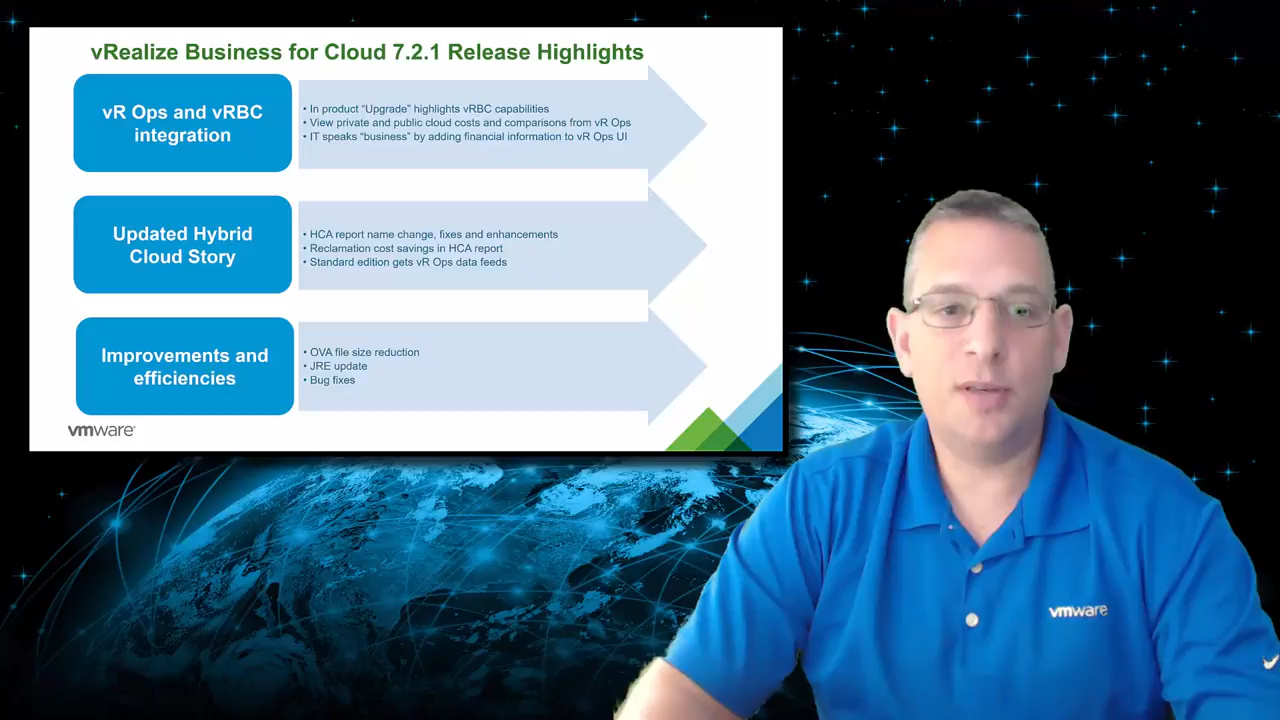 vRealize Business for Cloud 7.2.1 Release Highlights
vR Ops and vRBC
integration
• In product “Upgrade” highlights vRBC capabilities
• View private and public cloud costs and comparisons from vR Ops
• IT speaks “business” by adding financial information to vR Ops UI
Updated Hybrid
Cloud Story
• HCA report name change, fixes and enhancements
• Reclamation cost savings in HCA report
• Standard edition gets vR Ops data feeds
Improvements and
efficiencies
• OVA file size reduction
• JRE update
• Bug fixes
vmware
vmware